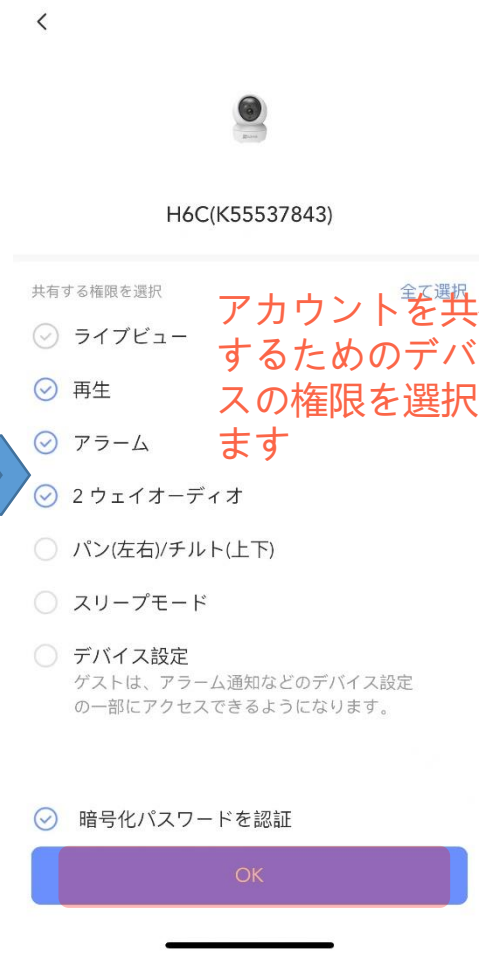 H6C(K55537843)
共有する権限を選択
全て選択
アカウントを共
するためのデバ
スの権限を選択
ます
ライブビュー
再生
アラーム
2 ウェイオーディオ
パン(左右)/チルト(上下)
スリープモード
デバイス設定
ゲストは、アラーム通知などのデバイス設定
の一部にアクセスできるようになります。
暗号化パスワードを認証
OK